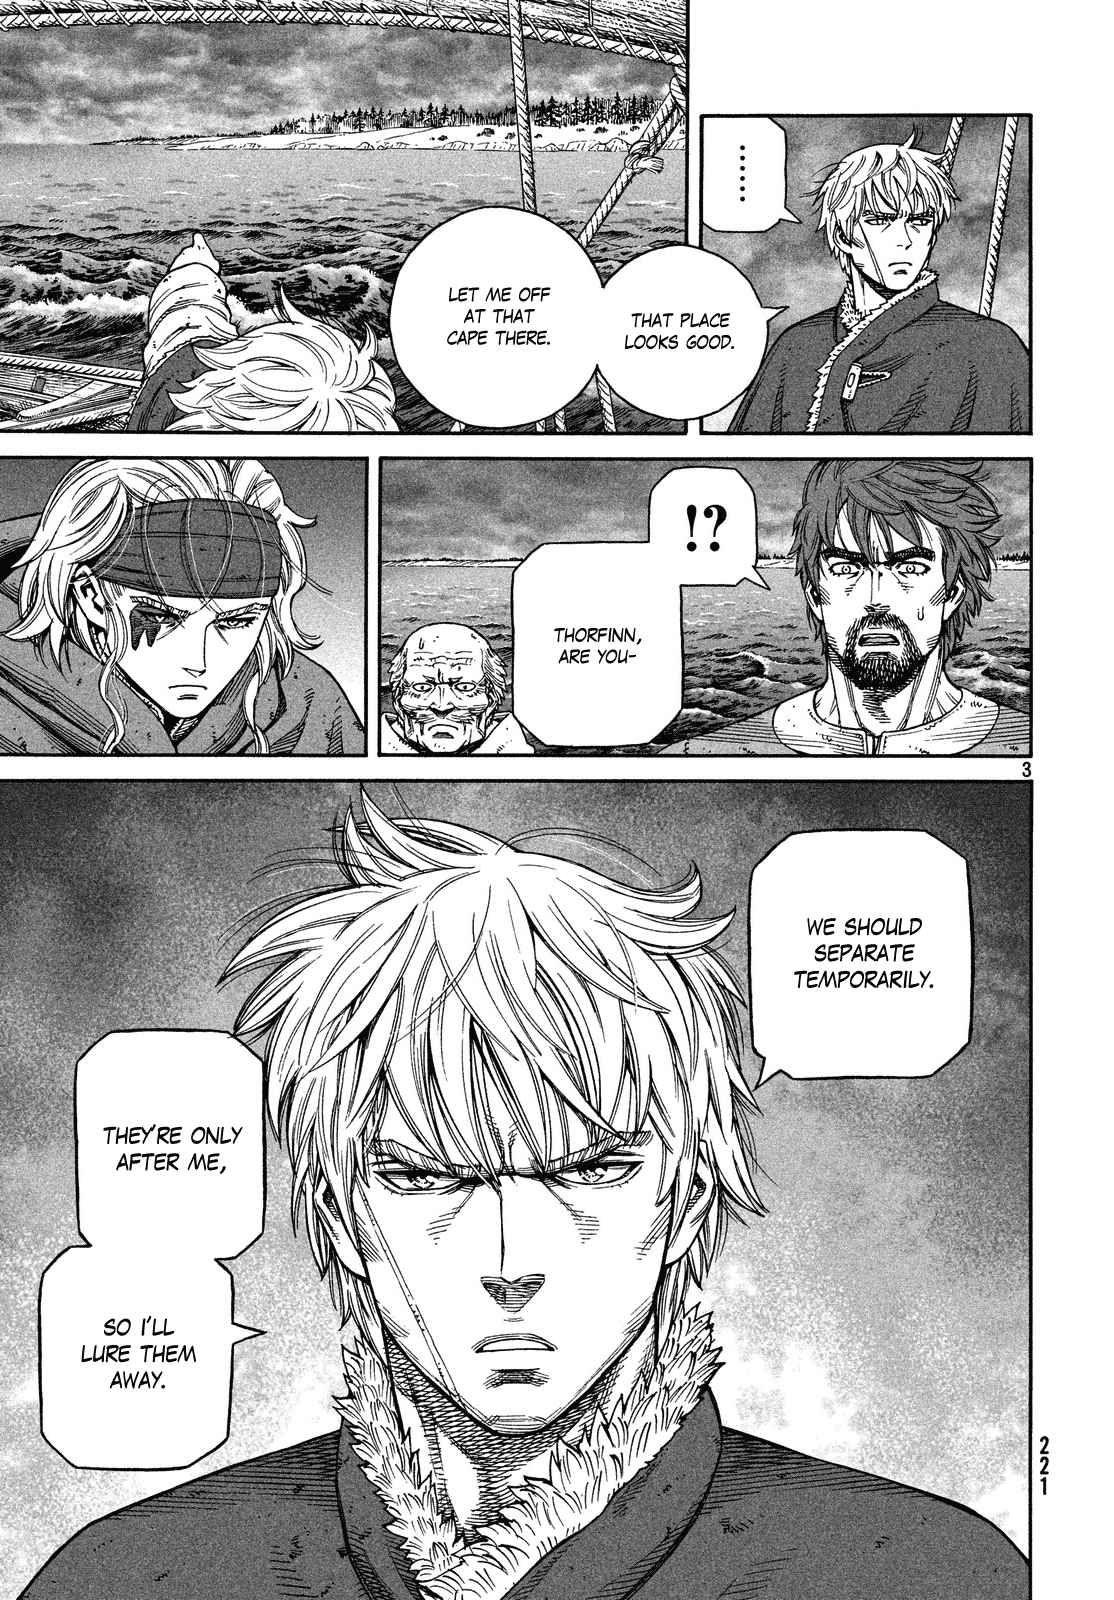 ......
THAT PLACE
LOOKS GOOD.
LET ME OFF
AT THAT
CAPE THERE.
!?
THORFINN,
ARE YOU-
3
WE SHOULD
SEPARATE
TEMPORARILY.
THEY'RE ONLY
AFTER ME,
SO I'LL
LURE THEM
AWAY.
221